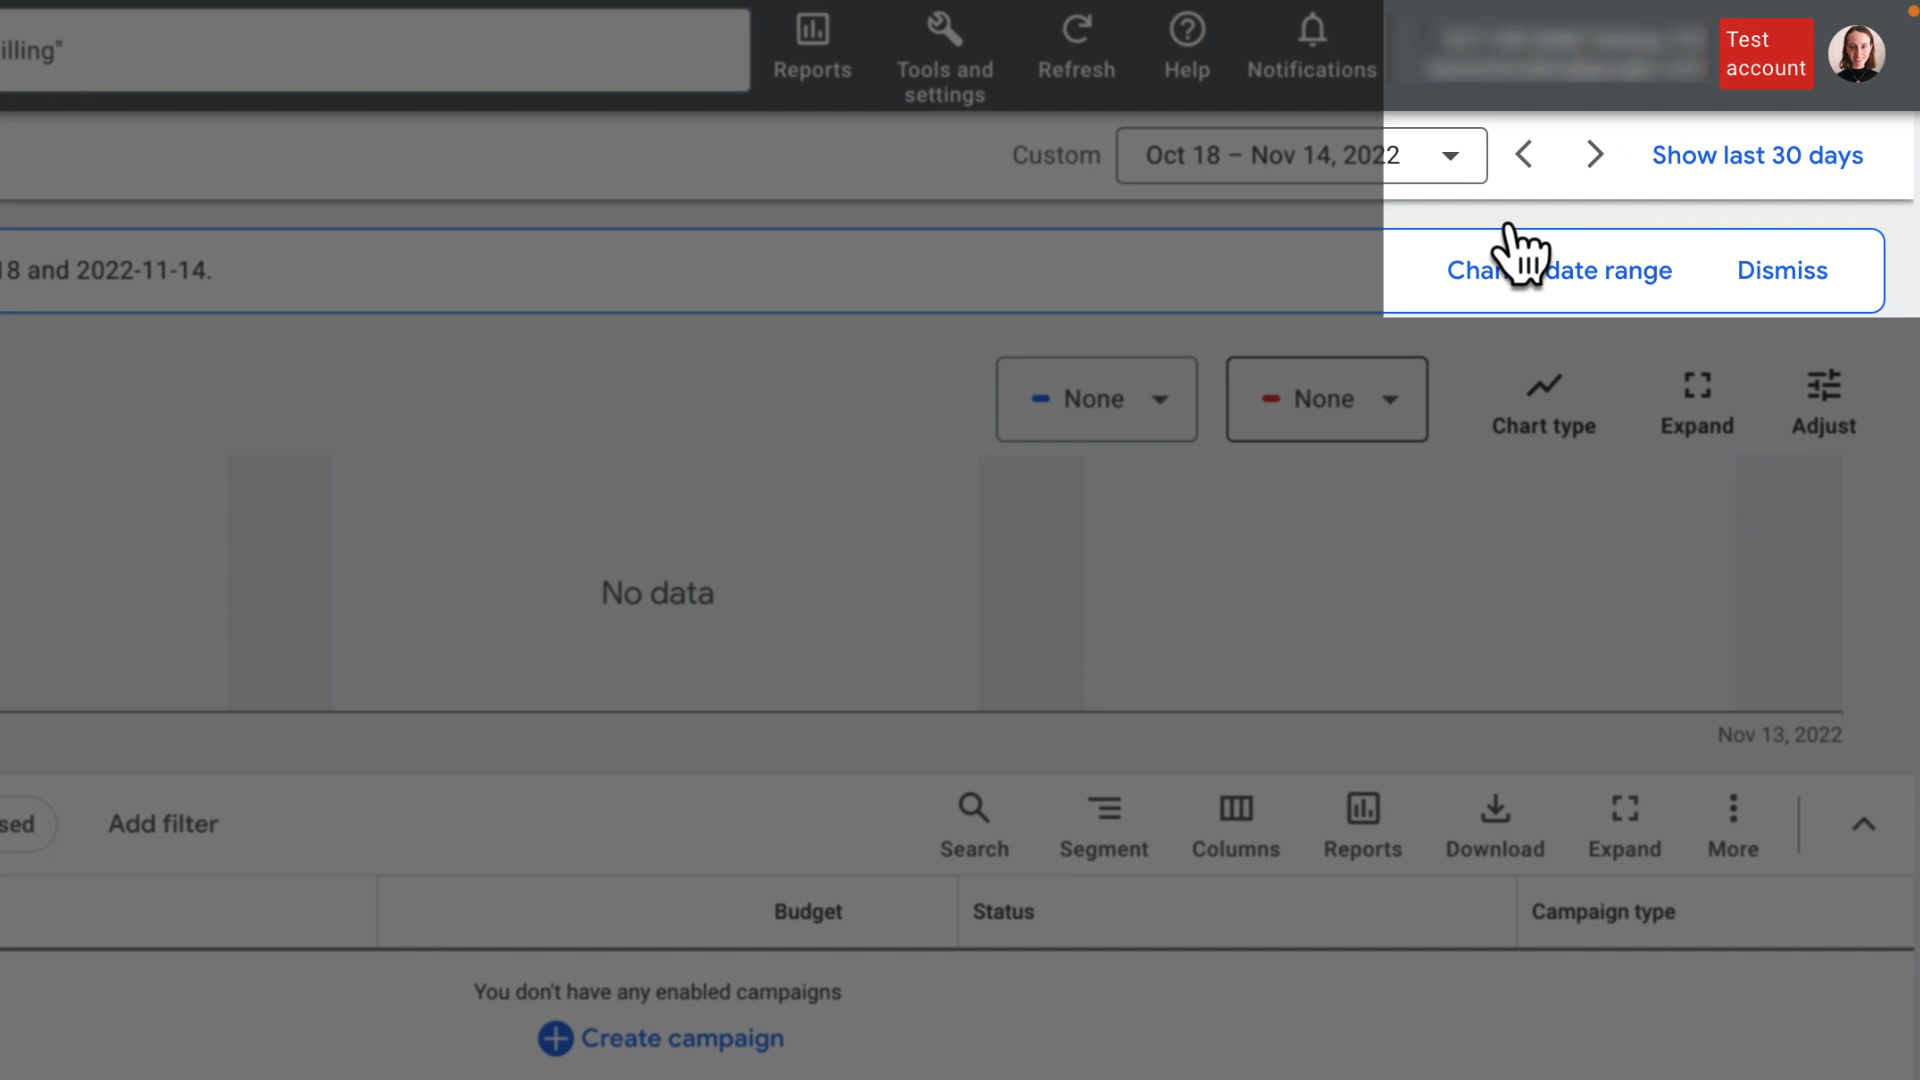 illing"
Reports
Tools and
settings
Refresh
Help
Notifications
Test
account
Custom
Oct 18 – Nov 14, 2022
Show last 30 days
18 and 2022-11-14.
date range
Dismiss
None
None
Chart type
Expand
Adjust
No data
Nov 13, 2022
sed
Add filter
Search
Segment
Columns
Reports
Download
Expand
More
Budget
Status
Campaign type
You don't have any enabled campaigns
Create campaign